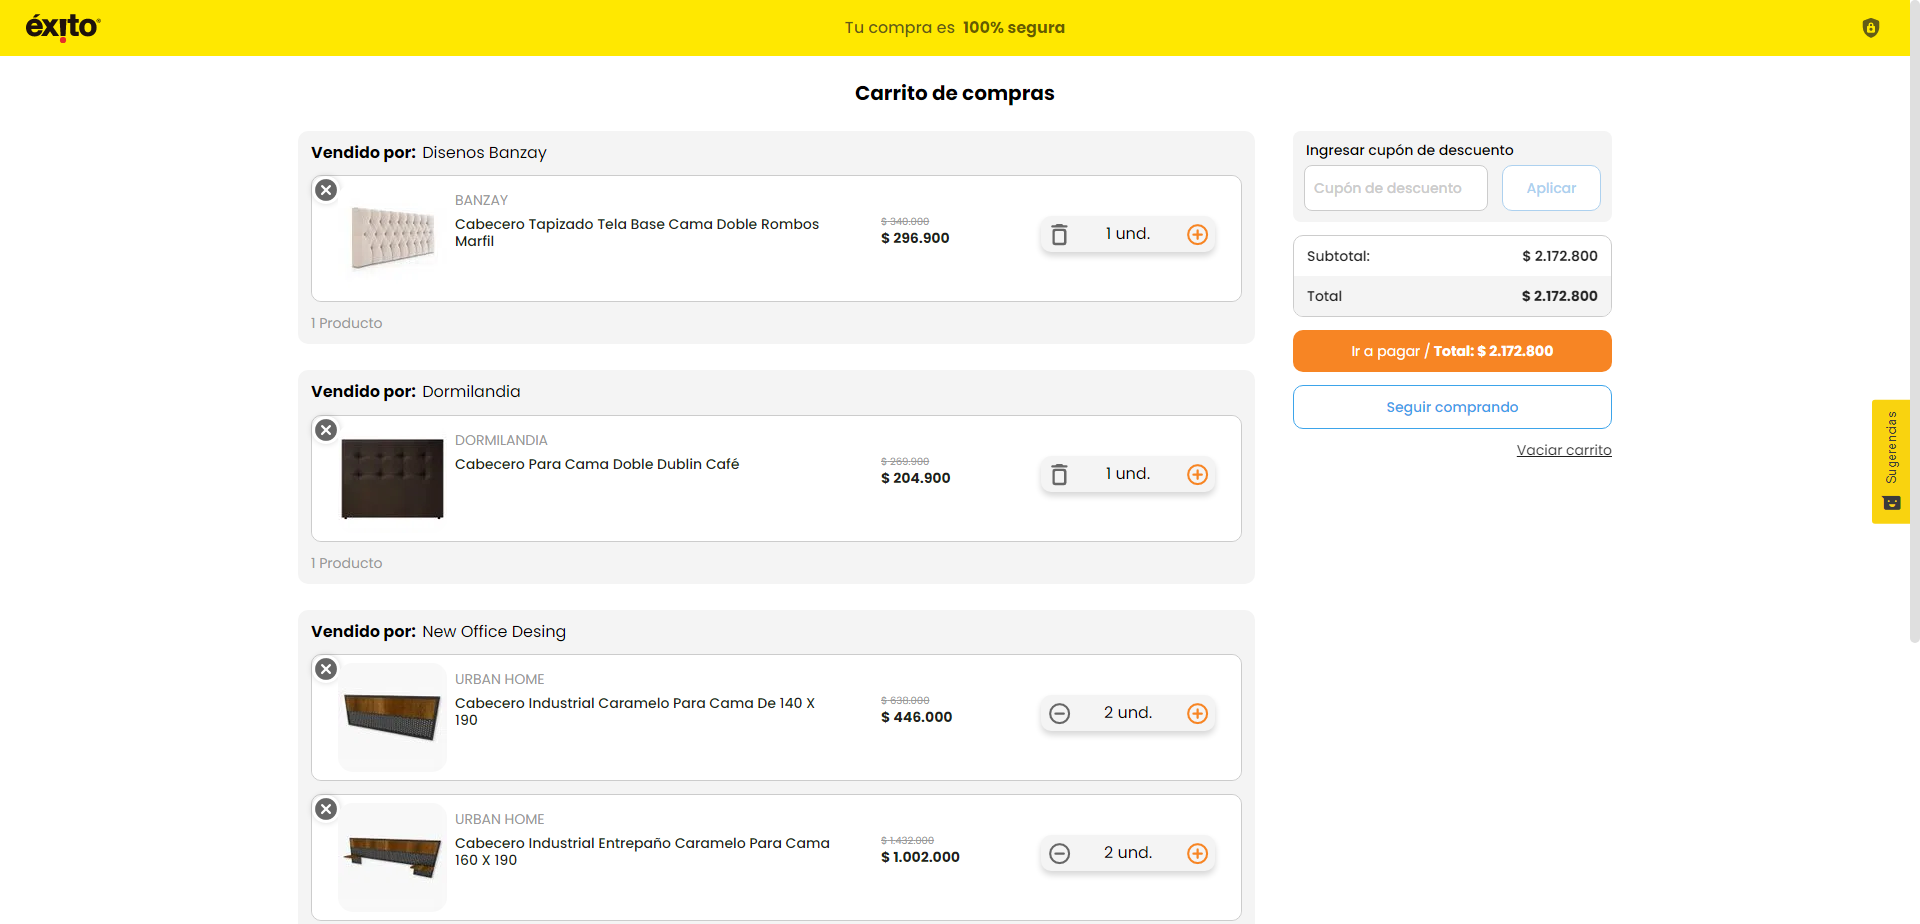 éxito
Tu compra es 100% segura
Carrito de compras
Vendido por: Disenos Banzay
BANZAY
Cabecero Tapizado Tela Base Cama Doble Rombos
Marfil
$ 340.000
$ 296.900
1 und.
1 Producto
Vendido por: Dormilandia
DORMILANDIA
Cabecero Para Cama Doble Dublin Café
$ 269.900
$ 204.900
1 und.
1 Producto
Vendido por: New Office Desing
URBAN HOME
Cabecero Industrial Caramelo Para Cama De 140 X
190
$ 638.000
$ 446.000
2 und.
URBAN HOME
Cabecero Industrial Entrepaño Caramelo Para Cama
160 X 190
$ 1.432.000
$ 1.002.000
2 und.
Ingresar cupón de descuento
Cupón de descuento
Aplicar
Subtotal:
$ 2.172.800
Total
$ 2.172.800
Ir a pagar / Total: $ 2.172.800
Seguir comprando
Vaciar carrito
Sugerencias